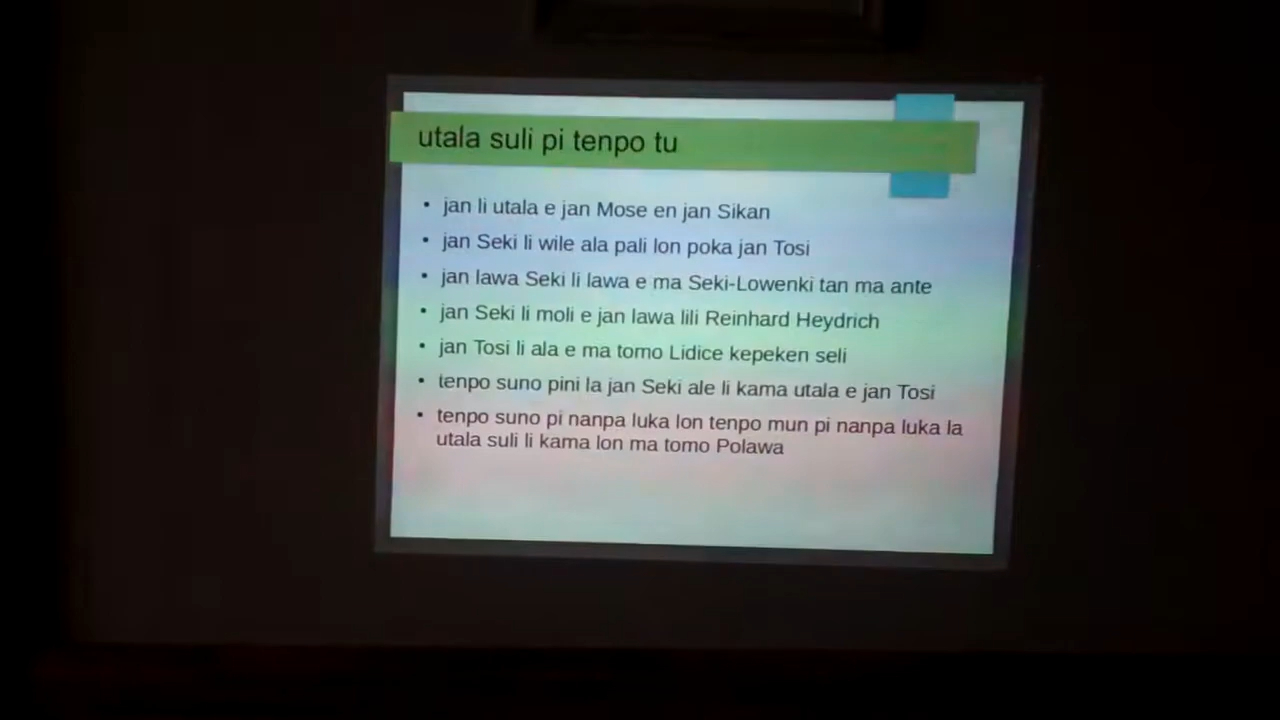 utala suli pi tenpo tu
• jan li utala e jan Mose en jan Sikan
• jan Seki li wile ala pali lon poka jan Tosi
• jan lawa Seki li lawa e ma Seki-Lowenki tan ma ante
• jan Seki li moli e jan lawa lili Reinhard Heydrich
• jan Tosi li ala e ma tomo Lidice kepeken seli
• tenpo suno pini la jan Seki ale li kama utala e jan Tosi
• tenpo suno pi nanpa luka lon tenpo mun pi nanpa luka la
utala suli li kama lon ma tomo Polawa